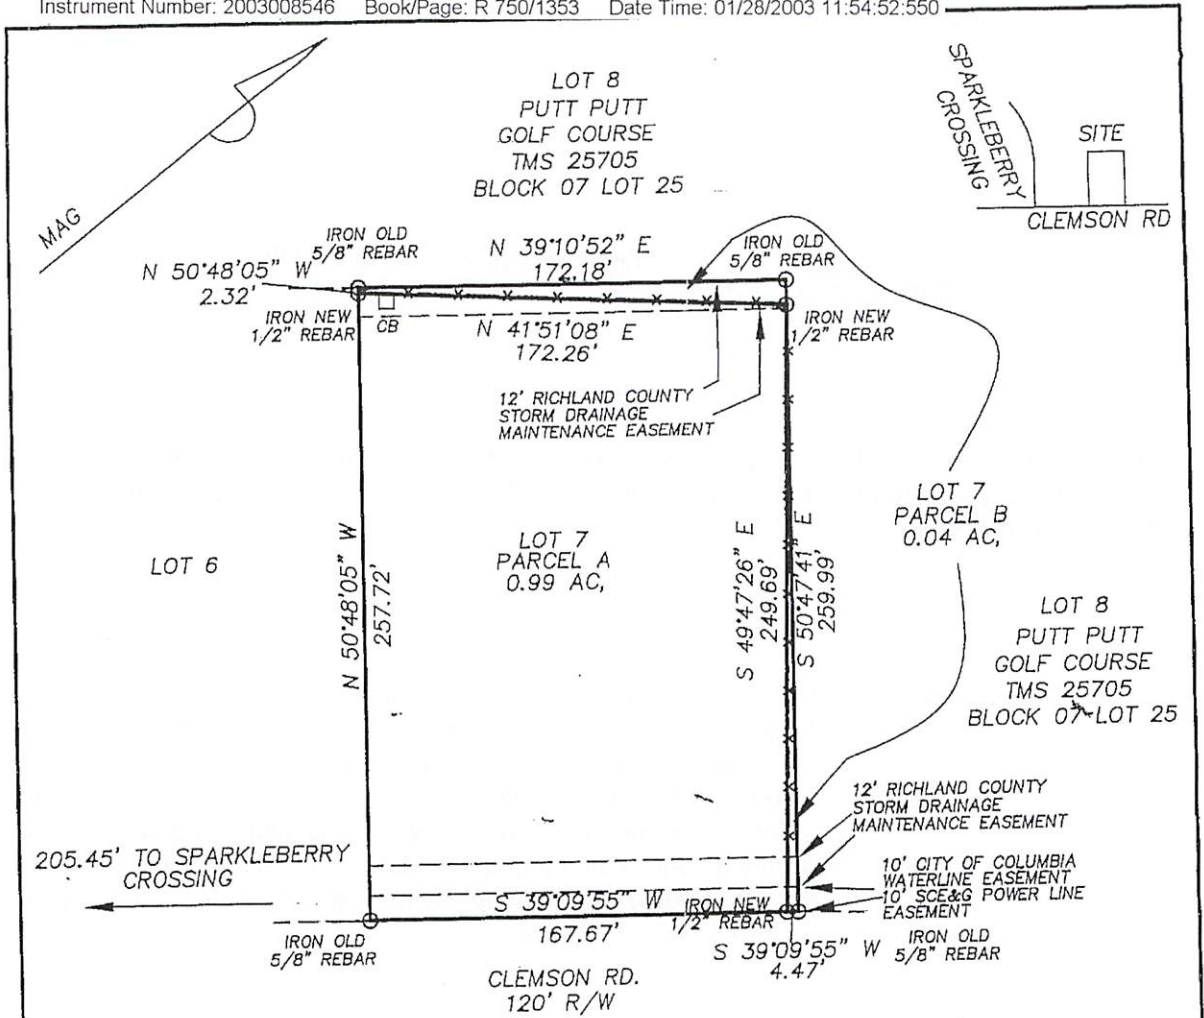 Instrument Number: 2003008546 Book/Page: R 750/1353 Date Time: 01/28/2003 11:54:52:550
LOT 8
PUTT PUTT
GOLF COURSE
TMS 25705
BLOCK 07 LOT 25
SPARKLEBERRY
CROSSING
SITE
CLEMSON RD
MAG
N 50°48'05" W
2.32'
IRON OLD
5/8" REBAR
N 39°10'52" E
172.18'
IRON OLD
5/8" REBAR
IRON NEW
1/2" REBAR
CB
N 41°51'08" E
172.26'
IRON NEW
1/2" REBAR
12' RICHLAND COUNTY
STORM DRAINAGE
MAINTENANCE EASEMENT
LOT 6
N 50°48'05" W
257.72'
LOT 7
PARCEL A
0.99 AC,
S 49°47'26" E
249.69'
S 50°47'41" E
259.99'
LOT 7
PARCEL B
0.04 AC,
LOT 8
PUTT PUTT
GOLF COURSE
TMS 25705
BLOCK 07 LOT 25
12' RICHLAND COUNTY
STORM DRAINAGE
MAINTENANCE EASEMENT
10' CITY OF COLUMBIA
WATERLINE EASEMENT
10' SCE&G POWER LINE
EASEMENT
205.45' TO SPARKLEBERRY
CROSSING
S 39°09'55" W
167.67'
IRON NEW
1/2" REBAR
IRON OLD
5/8" REBAR
S 39°09'55" W
4.47'
IRON OLD
5/8" REBAR
CLEMSON RD.
120' R/W